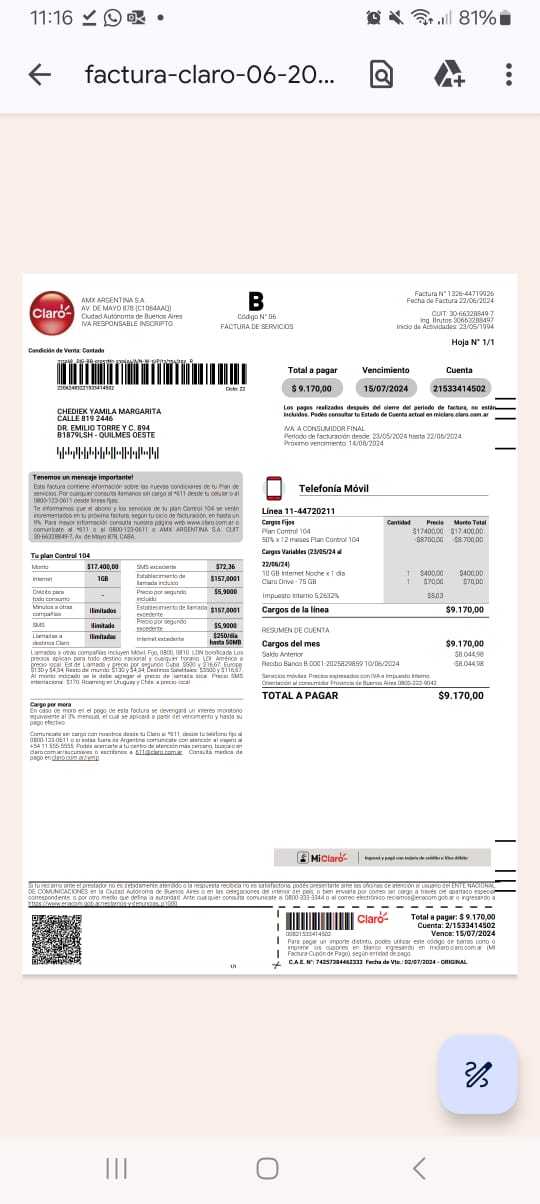 11:16
81%
factura-claro-06-20...
Claro
AMX ARGENTINA S.A.
AV. DE MAYO 878 (C1084AAQ)
Ciudad Autónoma de Buenos Aires
IVA RESPONSABLE INSCRIPTO
B
Código N° 06
FACTURA DE SERVICIOS
Factura N° 1326-44719926
Fecha de Factura 22/06/2024
CUIT: 30-66328849-7
Ing. Brutos 30663288497
Inicio de Actividades: 23/05/1994
Hoja N° 1/1
Condición de Venta: Contado
Ciclo: 22
CHEDIEK YAMILA MARGARITA
CALLE 819 2446
DR. EMILIO TORRE Y C. 894
B1879LSH - QUILMES OESTE
Total a pagar Vencimiento Cuenta
$ 9.170,00 15/07/2024 21533414502
Los pagos realizados después del cierre del período de factura, no están
incluidos. Podés consultar tu Estado de Cuenta actual en miclaro.claro.com.ar
IVA: A CONSUMIDOR FINAL
Período de facturación desde: 23/05/2024 hasta 22/06/2024
Próximo vencimiento: 14/08/2024
Tenemos un mensaje importante!
Esta factura contiene información sobre las nuevas condiciones de tu Plan de
servicios. Por cualquier consulta llamanos sin cargo al *611 desde tu celular o al
0800-123-0611 desde líneas fijas.
Te informamos que el abono y los servicios de tu plan Control 104 se verán
incrementados en tu próxima factura, según tu ciclo de facturación, en hasta un
9%. Para mayor información consulta nuestra página web www.claro.com.ar o
comunicate al *611 o al 0800-123-0611 o AMX ARGENTINA S.A. CUIT
30-66328849-7, Av. de Mayo 878, CABA.
Tu plan Control 104
Monto $17.400,00 SMS excedente $72,36
Internet 1GB Establecimiento de llamada incluido $157,0001
Crédito para todo consumo - Precio por segundo incluido $5,9000
Minutos a otras compañías Ilimitados Establecimiento de llamada excedente $157,0001
SMS Ilimitado Precio por segundo excedente $5,9000
Llamadas a destinos Claro Ilimitadas Internet excedente $250/día hasta 50MB
Llamadas a otras compañías incluyen Móvil, Fijo, 0800, 0810. LDN bonificada. Los
precios aplican para todo destino nacional y cualquier horario. LDI: América a
precio local. Est.de Llamada y precio por segundo Cuba: $500 y $16,67, Europa:
$130 y $4,34, Resto del mundo: $130 y $4,34, Destinos Satelitales: $3500 y $116,67.
Al monto indicado se le debe agregar el precio de llamada local. Precio SMS
internacional: $170. Roaming en Uruguay y Chile: a precio local.
Cargo por mora
En caso de mora en el pago de esta factura se devengará un interés moratorio
equivalente al 3% mensual, el cual se aplicará a partir del vencimiento y hasta su
pago efectivo.
Comunicate sin cargo con nosotros desde tu Claro al *611, desde tu teléfono fijo al
0800-123-0611 o si estás fuera de Argentina comunicate con atención al viajero al
+54 11 555-5555. Podés acercarte a tu centro de atención más cercano, buscalo en
claro.com.ar/sucursales o escribinos a 611@claro.com.ar. Consultá medios de
pago en claro.com.ar/vmp
Telefonía Móvil
Línea 11-44720211
Cargos Fijos Cantidad Precio Monto Total
Plan Control 104 $17400,00 $17.400,00
50% x 12 meses Plan Control 104 -$8700,00 -$8.700,00
Cargos Variables (23/05/24 al
22/06/24)
10 GB Internet Noche x 1 día 1 $400,00 $400,00
Claro Drive - 75 GB 1 $70,00 $70,00
Impuesto Interno 5,2632% $5,03
Cargos de la línea $9.170,00
RESUMEN DE CUENTA
Cargos del mes $9.170,00
Saldo Anterior $8.044,98
Recibo Banco B 0001-2025829859 10/06/2024 -$8.044,98
Servicios móviles: Precios expresados con IVA e Impuesto Interno.
Orientación al consumidor Provincia de Buenos Aires 0800-222-9042
TOTAL A PAGAR $9.170,00
MiClaro Ingresá y pagá con tarjeta de crédito o Visa débito
Si tu reclamo ante el prestador no es debidamente atendido o la respuesta recibida no es satisfactoria, podés presentarte ante las oficinas de atención al usuario del ENTE NACIONAL
DE COMUNICACIONES en la Ciudad Autónoma de Buenos Aires o en las delegaciones del interior del país, o bien enviarla por correo sin cargo a través del apartado especial
correspondiente, o por otro medio que defina la autoridad. Ante cualquier consulta comunicate al 0800-333-3344 o al correo electrónico reclamos@enacom.gob.ar o ingresando a
1/1
00821533414502
Claro
Total a pagar: $ 9.170,00
Cuenta: 2/1533414502
Vence: 15/07/2024
Para pagar un importe distinto, podés utilizar este código de barras corto o
imprimir los cupones en blanco ingresando en miclaro.claro.com.ar (Mi
Factura-Cupón de Pago), según entidad de pago.
C.A.E. N°: 74257384462333 Fecha de Vto.: 02/07/2024 - ORIGINAL